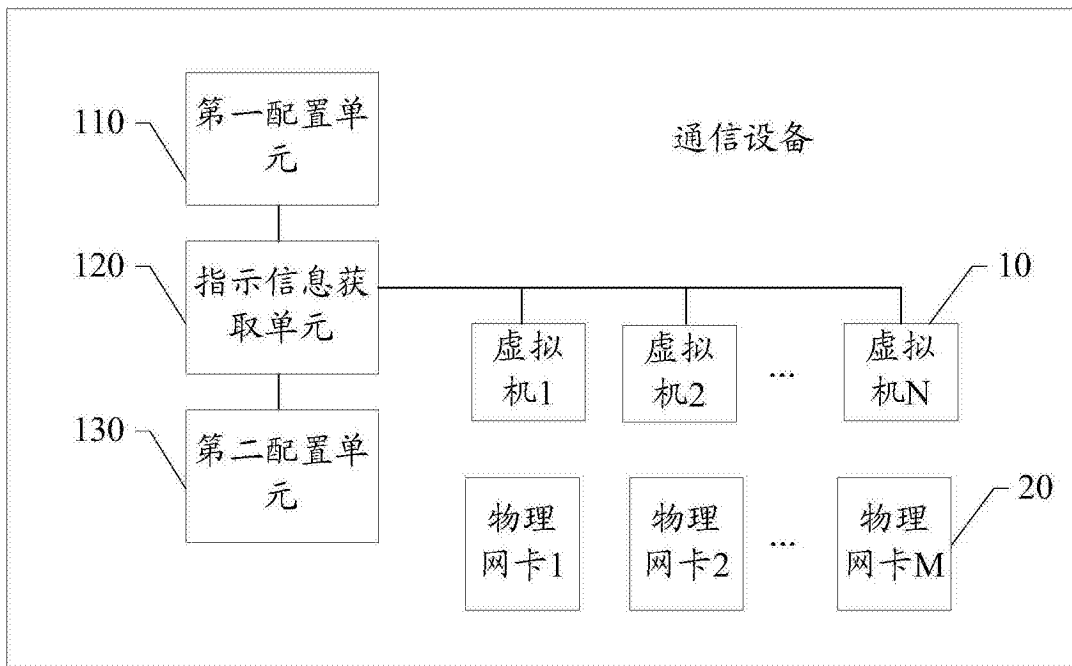 110
第一配置单
元
通信设备
120
指示信息获
取单元
10
虚拟
机1
虚拟
机2
...
虚拟
机N
130
第二配置单
元
物理
网卡1
物理
网卡2
...
物理
网卡M
20